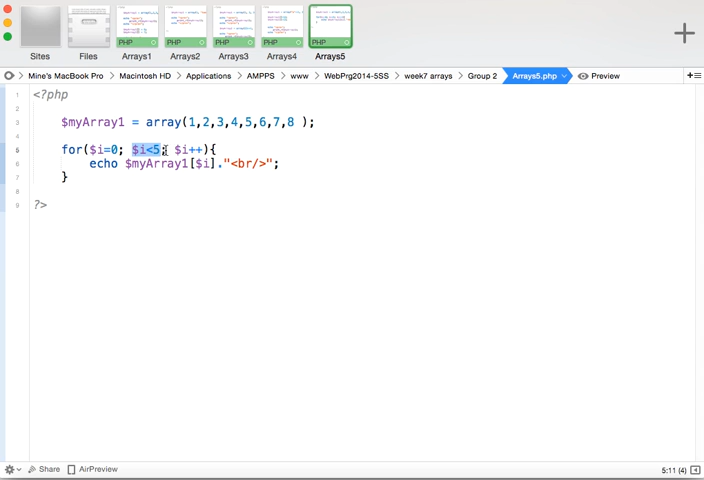 PHP PHP PHP PHP PHP
Sites Files Arrays1 Arrays2 Arrays3 Arrays4 Arrays5
Mine's MacBook Pro Macintosh HD Applications AMPPS www WebPrg2014-5SS week7 arrays Group 2 Arrays5.php Preview
1 <?php
2
3 $myArray1 = array(1,2,3,4,5,6,7,8 );
4
5 for($i=0; $i<5; $i++){
6 echo $myArray1[$i]."<br/>";
7 }
8
9 ?>
Share AirPreview 5:11 (4)